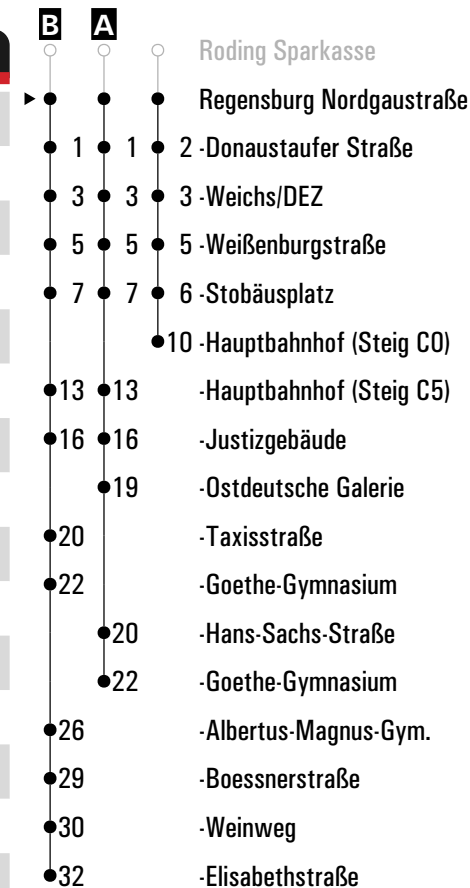 B A
Roding Sparkasse
Regensburg Nordgaustraße
1 1 2 -Donaustaufer Straße
3 3 3 -Weichs/DEZ
5 5 5 -Weißenburgstraße
7 7 6 -Stobäusplatz
10 -Hauptbahnhof (Steig C0)
13 13 -Hauptbahnhof (Steig C5)
16 16 -Justizgebäude
19 -Ostdeutsche Galerie
20 -Taxisstraße
22 -Goethe-Gymnasium
20 -Hans-Sachs-Straße
22 -Goethe-Gymnasium
26 -Albertus-Magnus-Gym.
29 -Boessnerstraße
30 -Weinweg
32 -Elisabethstraße